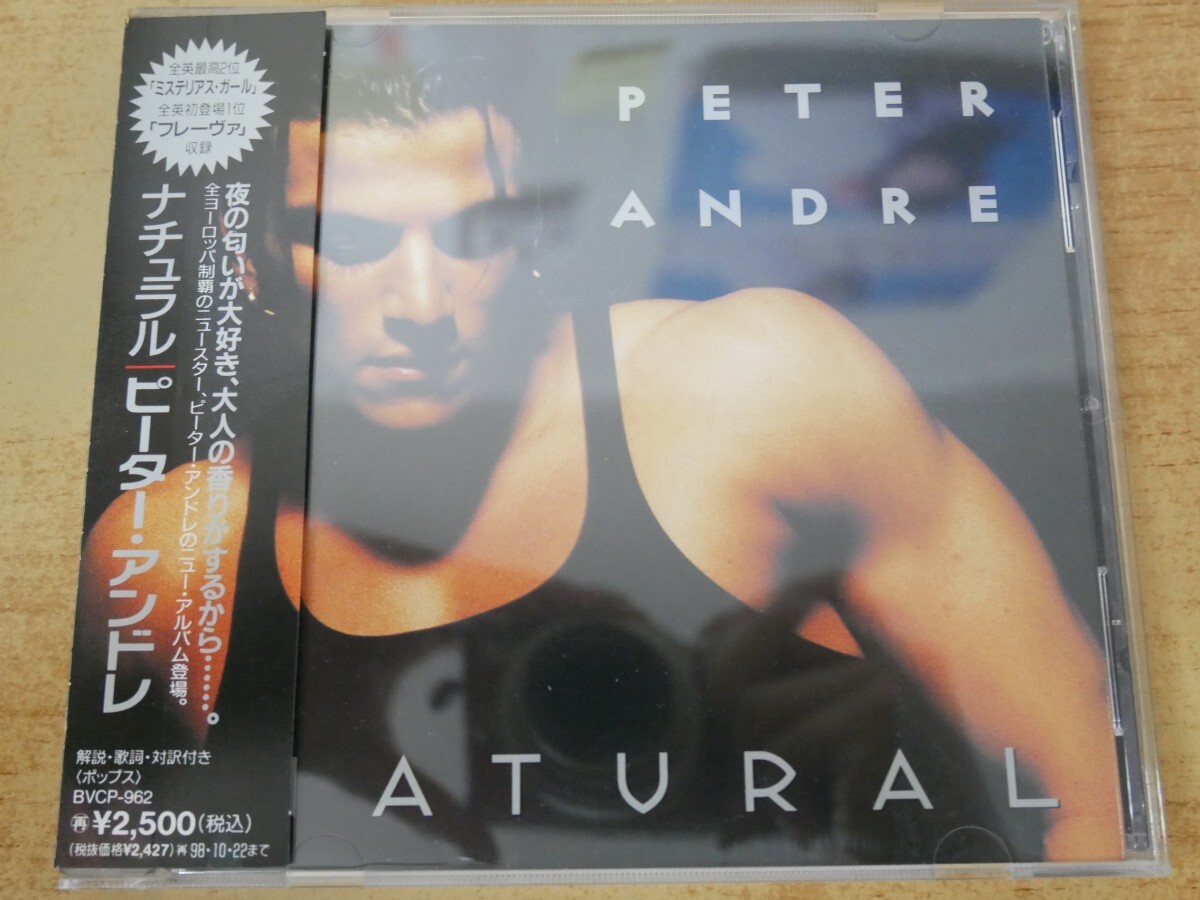 全英最高2位
「ミステリアス・ガール」
全英初登場1位
「フレーヴァ」
収録
夜の匂いが大好き、大人の香りがするから……。
全ヨーロッパ制覇のニュースター、ピーター・アンドレのニュー・アルバム登場。
ナチュラル|ピーター・アンドレ
解説・歌詞・対訳付き
〈ポップス〉
BVCP-962
再¥2,500(税込)
(税抜価格¥2,427)再98・10・22まで
PETER
ANDRE
ATURAL